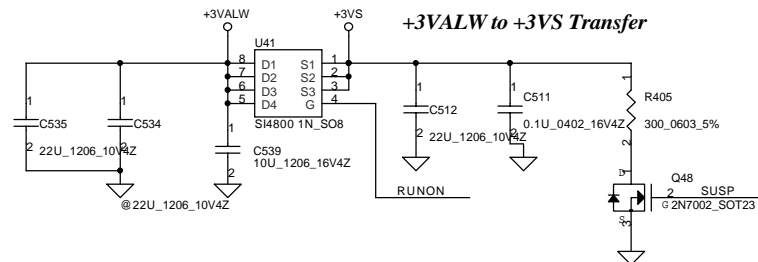 +3VALW to +3VS Transfer
+3VALW
+3VS
U41
8 D1 S1 1
7 D2 S2 2
6 D3 S3 3
5 D4 G 4
SI4800 1N_SO8
1
C535
2
22U_1206_10V4Z
1
C534
2
@22U_1206_10V4Z
1
C539
2
10U_1206_16V4Z
RUNON
1
C512
2
22U_1206_10V4Z
1
C511
2
0.1U_0402_16V4Z
1
R405
300_0603_5%
2
D
1
Q48
2
SUSP
G
2N7002_SOT23
S
3